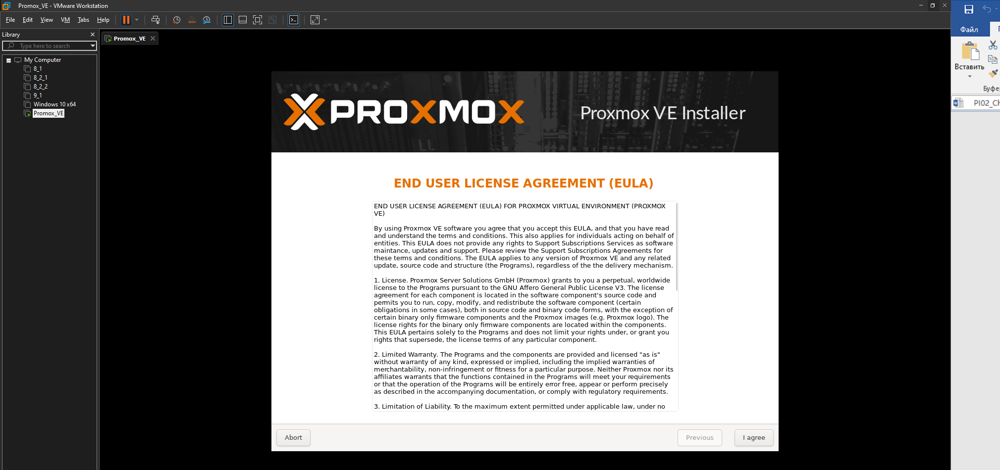 Promox_VE - VMware Workstation
File Edit View VM Tabs Help
Library
Type here to search
My Computer
8_1
8_2_1
8_2_2
9_1
Windows 10 x64
Promox_VE
Promox_VE
PROXMOX
Proxmox VE Installer
END USER LICENSE AGREEMENT (EULA)
END USER LICENSE AGREEMENT (EULA) FOR PROXMOX VIRTUAL ENVIRONMENT (PROXMOX
VE)
By using Proxmox VE software you agree that you accept this EULA, and that you have read
and understand the terms and conditions. This also applies for individuals acting on behalf of
entities. This EULA does not provide any rights to Support Subscriptions Services as software
maintance, updates and support. Please review the Support Subscriptions Agreements for
these terms and conditions. The EULA applies to any version of Proxmox VE and any related
update, source code and structure (the Programs), regardless of the the delivery mechanism.
1. License. Proxmox Server Solutions GmbH (Proxmox) grants to you a perpetual, worldwide
license to the Programs pursuant to the GNU Affero General Public License V3. The license
agreement for each component is located in the software component's source code and
permits you to run, copy, modify, and redistribute the software component (certain
obligations in some cases), both in source code and binary code forms, with the exception of
certain binary only firmware components and the Proxmox images (e.g. Proxmox logo). The
license rights for the binary only firmware components are located within the components.
This EULA pertains solely to the Programs and does not limit your rights under, or grant you
rights that supersede, the license terms of any particular component.
2. Limited Warranty. The Programs and the components are provided and licensed "as is"
without warranty of any kind, expressed or implied, including the implied warranties of
merchantability, non-infringement or fitness for a particular purpose. Neither Proxmox nor its
affiliates warrants that the functions contained in the Programs will meet your requirements
or that the operation of the Programs will be entirely error free, appear or perform precisely
as described in the accompanying documentation, or comply with regulatory requirements.
3. Limitation of Liability. To the maximum extent permitted under applicable law, under no
Abort
Previous
I agree
Файл
Вставить
Буфе
PI02_Ch